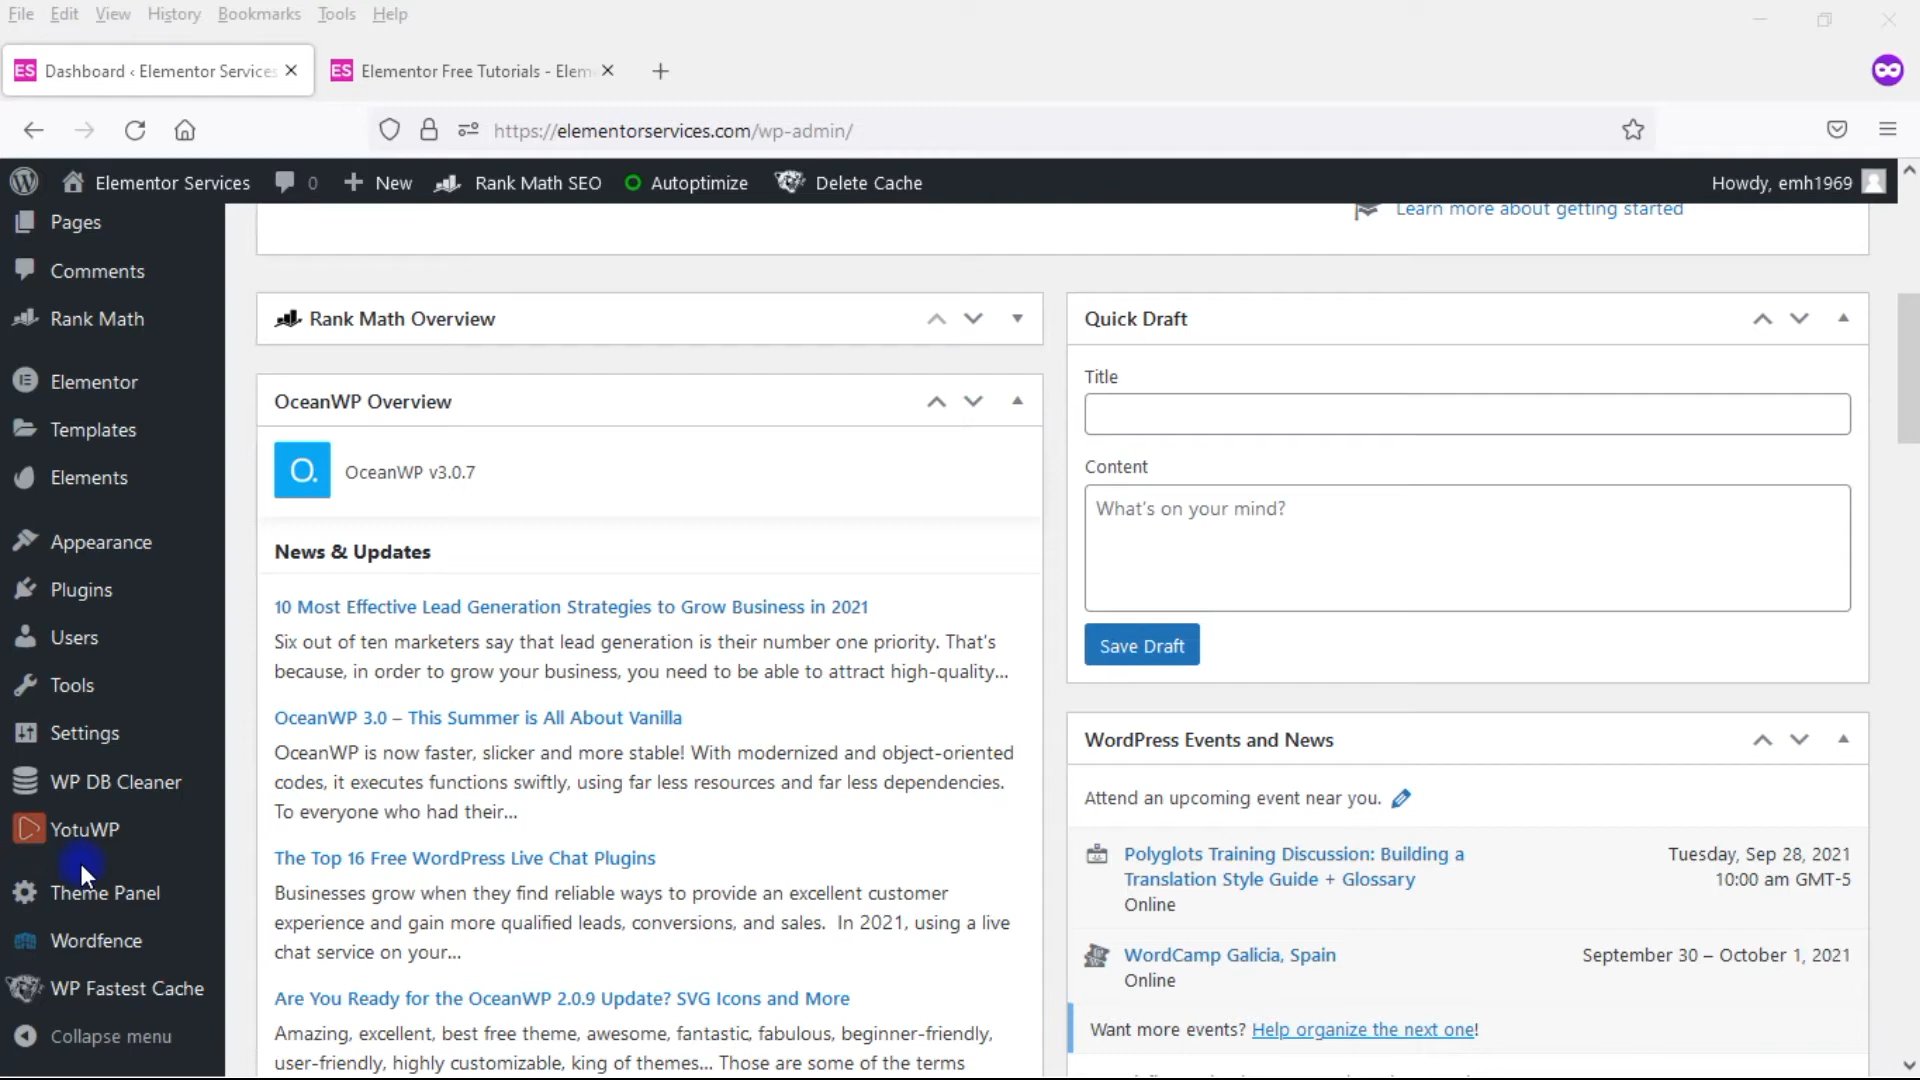 File Edit View History Bookmarks Tools Help
ES Dashboard ‹ Elementor Services
ES Elementor Free Tutorials - Elem
https://elementorservices.com/wp-admin/
Elementor Services 0 New Rank Math SEO Autoptimize Delete Cache Howdy, emh1969
Pages
Comments
Rank Math
Elementor
Templates
Elements
Appearance
Plugins
Users
Tools
Settings
WP DB Cleaner
YotuWP
Theme Panel
Wordfence
WP Fastest Cache
Collapse menu
Learn more about getting started
Rank Math Overview
OceanWP Overview
O. OceanWP v3.0.7
News & Updates
10 Most Effective Lead Generation Strategies to Grow Business in 2021
Six out of ten marketers say that lead generation is their number one priority. That's
because, in order to grow your business, you need to be able to attract high-quality...
OceanWP 3.0 – This Summer is All About Vanilla
OceanWP is now faster, slicker and more stable! With modernized and object-oriented
codes, it executes functions swiftly, using far less resources and far less dependencies.
To everyone who had their...
The Top 16 Free WordPress Live Chat Plugins
Businesses grow when they find reliable ways to provide an excellent customer
experience and gain more qualified leads, conversions, and sales. In 2021, using a live
chat service on your...
Are You Ready for the OceanWP 2.0.9 Update? SVG Icons and More
Amazing, excellent, best free theme, awesome, fantastic, fabulous, beginner-friendly,
user-friendly, highly customizable, king of themes... Those are some of the terms
Quick Draft
Title
Content
What's on your mind?
Save Draft
WordPress Events and News
Attend an upcoming event near you.
Polyglots Training Discussion: Building a
Translation Style Guide + Glossary
Online
Tuesday, Sep 28, 2021
10:00 am GMT-5
WordCamp Galicia, Spain
Online
September 30 – October 1, 2021
Want more events? Help organize the next one!